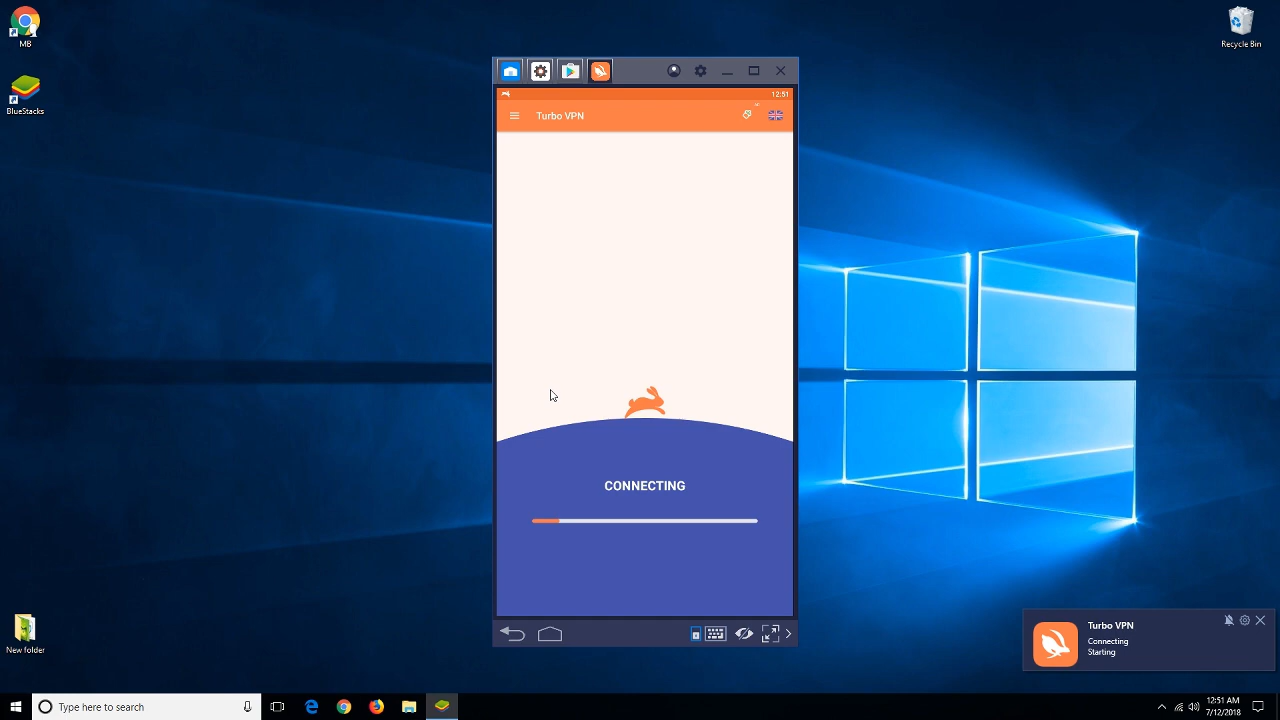 MB
BlueStacks
Recycle Bin
12:51
Turbo VPN
CONNECTING
New folder
Turbo VPN
Connecting
Starting
Type here to search
12:51 AM
7/12/2018